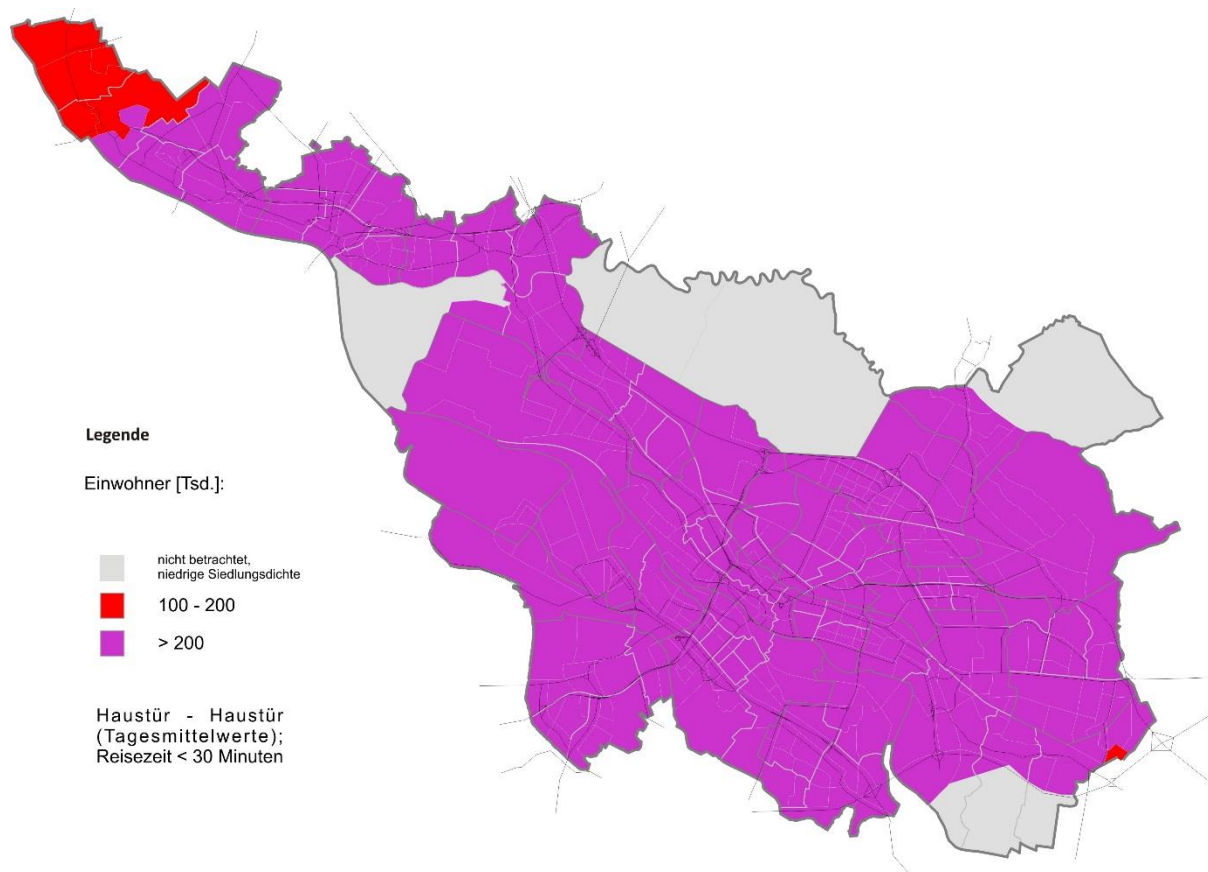 Legende
Einwohner [Tsd.]:
nicht betrachtet,
niedrige Siedlungsdichte
100 - 200
> 200
Haustür - Haustür
(Tagesmittelwerte);
Reisezeit < 30 Minuten